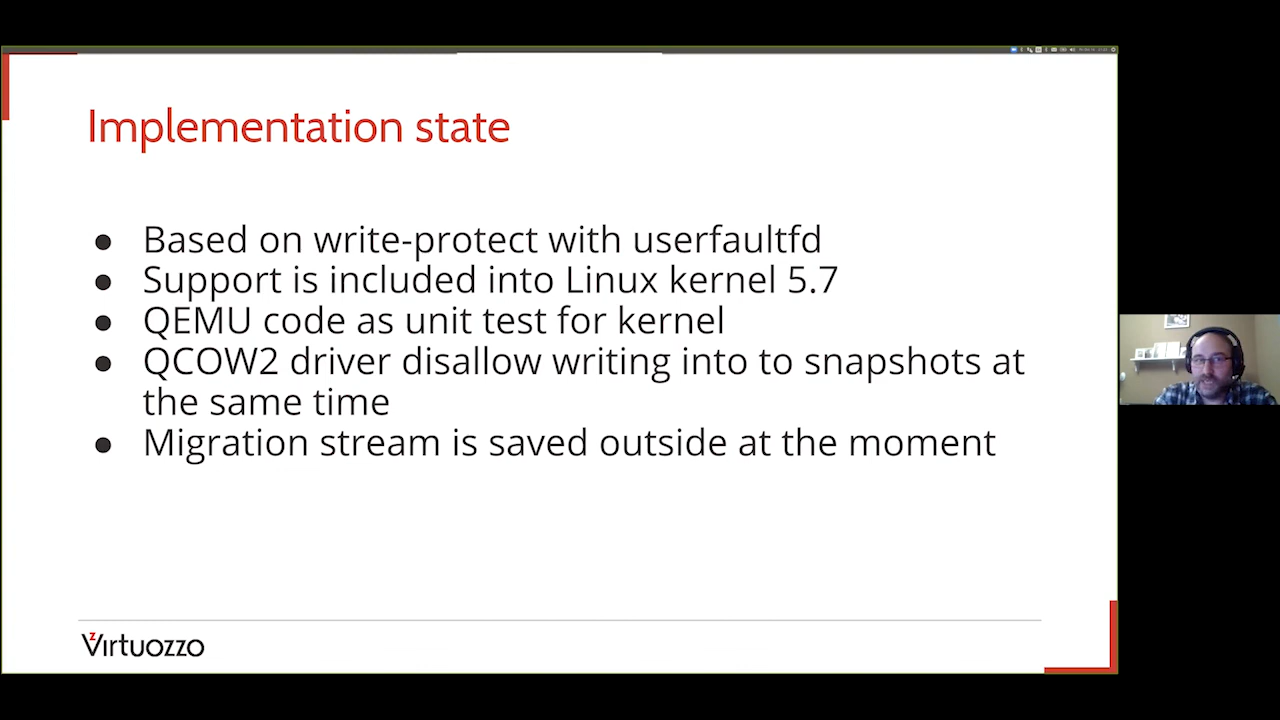 Implementation state
● Based on write-protect with userfaultfd
● Support is included into Linux kernel 5.7
● QEMU code as unit test for kernel
● QCOW2 driver disallow writing into to snapshots at
the same time
● Migration stream is saved outside at the moment
Virtuozzo